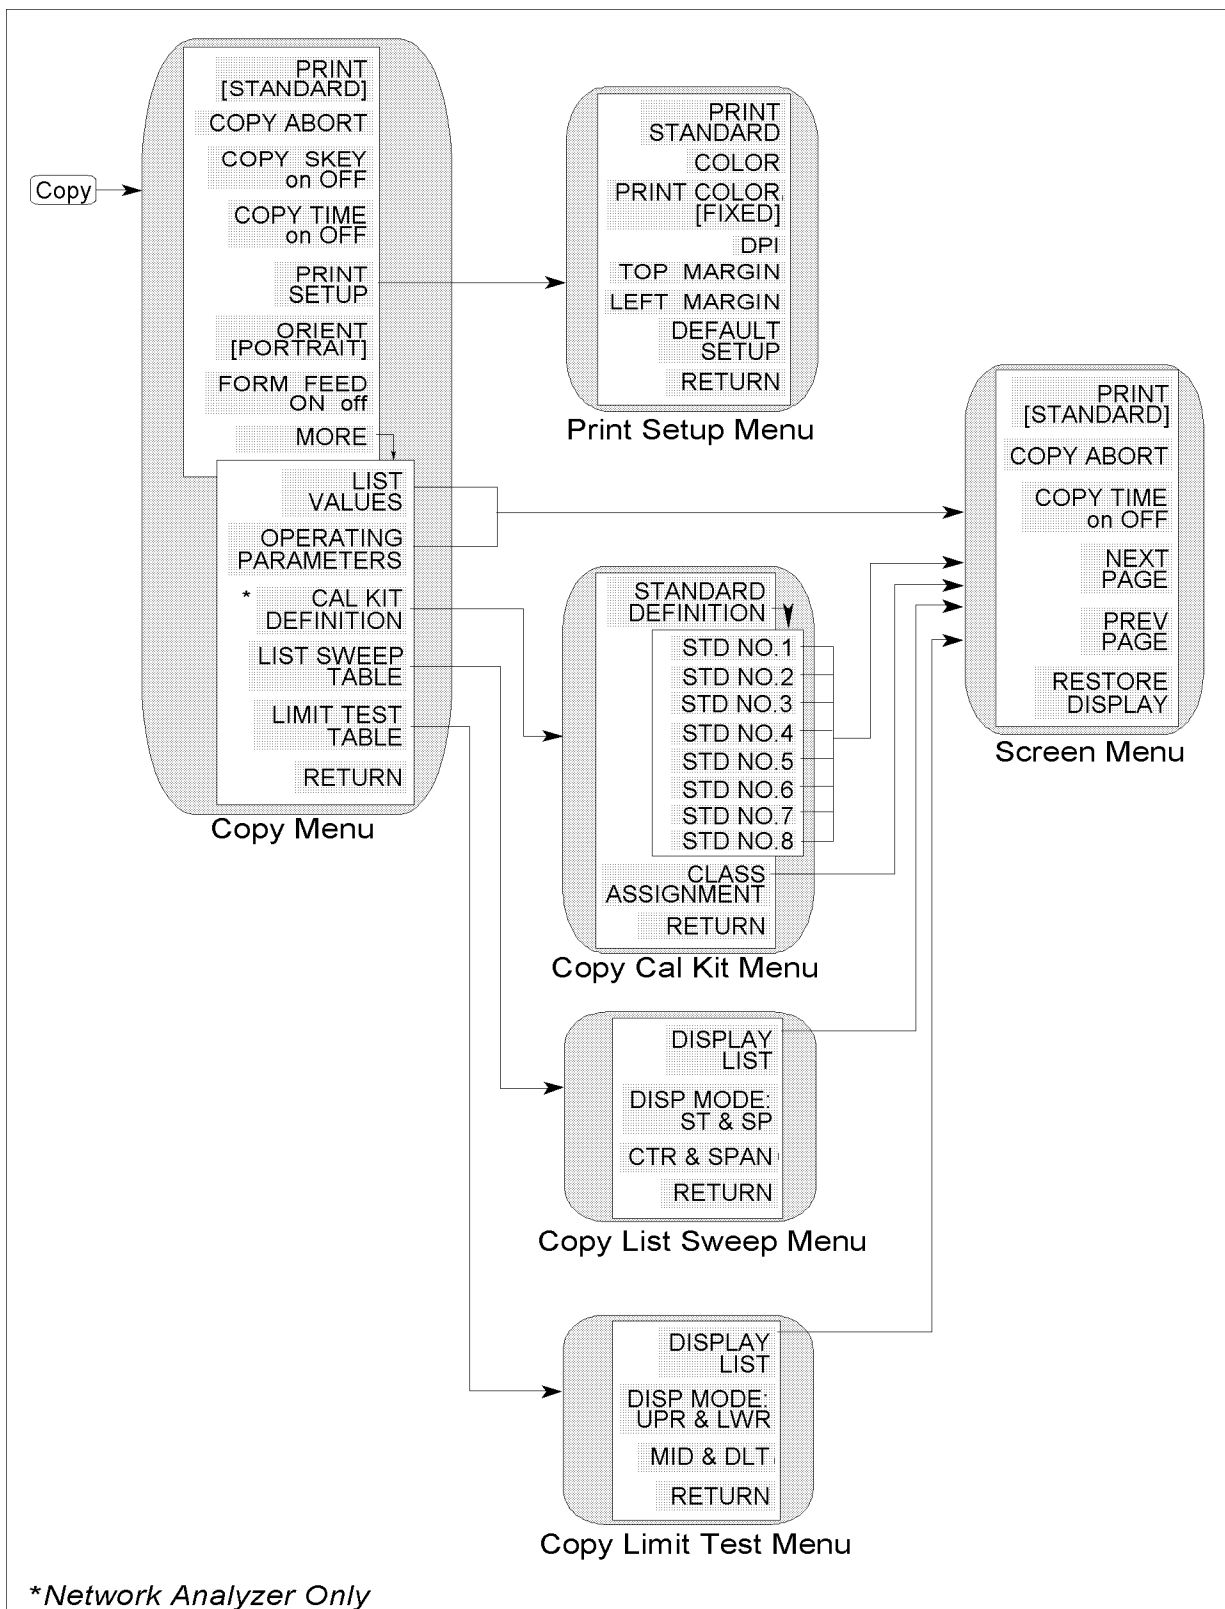 Copy
PRINT
[STANDARD]
COPY ABORT
COPY SKEY
on OFF
COPY TIME
on OFF
PRINT
SETUP
ORIENT
[PORTRAIT]
FORM FEED
ON off
MORE
LIST
VALUES
OPERATING
PARAMETERS
* CAL KIT
DEFINITION
LIST SWEEP
TABLE
LIMIT TEST
TABLE
RETURN
Copy Menu
PRINT
STANDARD
COLOR
PRINT COLOR
[FIXED]
DPI
TOP MARGIN
LEFT MARGIN
DEFAULT
SETUP
RETURN
Print Setup Menu
STANDARD
DEFINITION
STD NO.1
STD NO.2
STD NO.3
STD NO.4
STD NO.5
STD NO.6
STD NO.7
STD NO.8
CLASS
ASSIGNMENT
RETURN
Copy Cal Kit Menu
DISPLAY
LIST
DISP MODE:
ST & SP
CTR & SPAN
RETURN
Copy List Sweep Menu
DISPLAY
LIST
DISP MODE:
UPR & LWR
MID & DLT
RETURN
Copy Limit Test Menu
PRINT
[STANDARD]
COPY ABORT
COPY TIME
on OFF
NEXT
PAGE
PREV
PAGE
RESTORE
DISPLAY
Screen Menu
*Network Analyzer Only